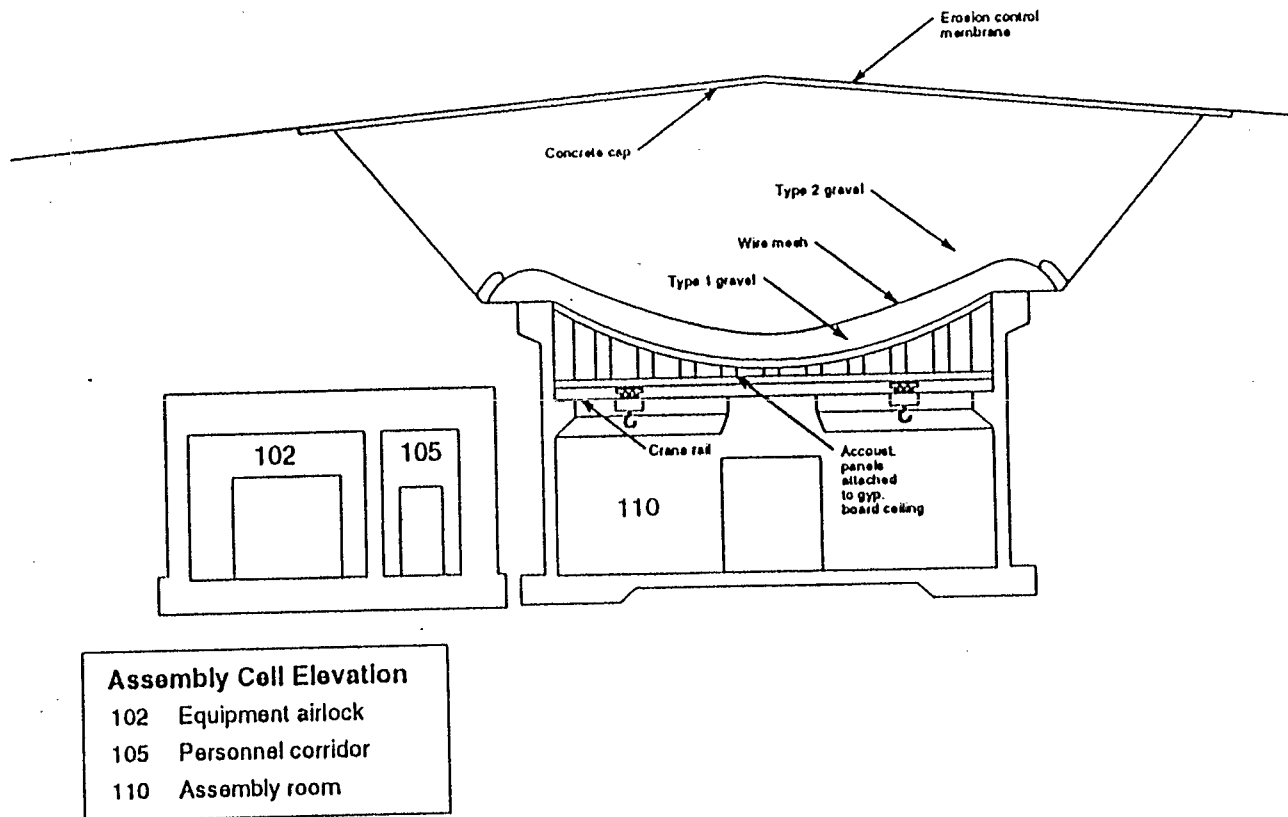 Erosion control
membrane
Concrete cap
Type 2 gravel
Wire mesh
Type 1 gravel
Crane rail
Accoust.
panels
attached
to gyp.
board ceiling
102
105
110
Assembly Cell Elevation
102 Equipment airlock
105 Personnel corridor
110 Assembly room